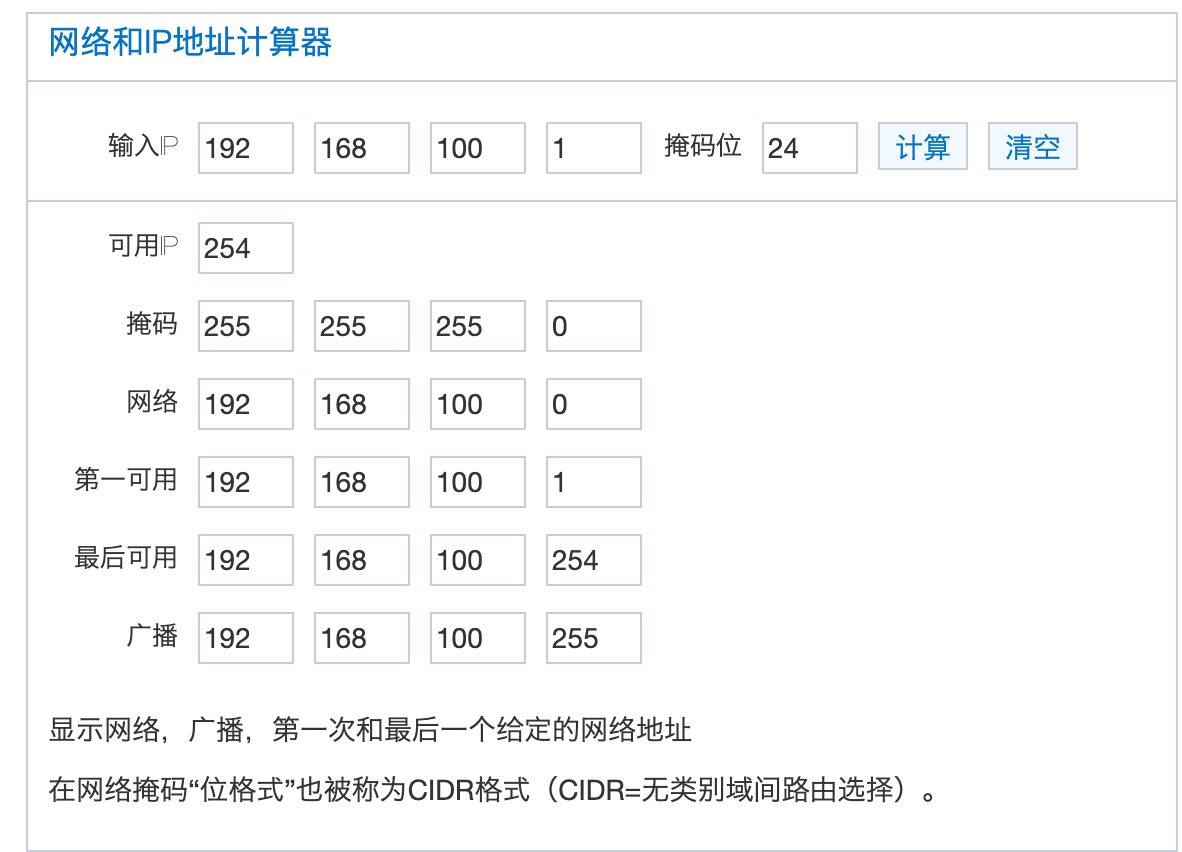 网络和IP地址计算器
输入IP 192 168 100 1 掩码位 24 计算 清空
可用IP 254
掩码 255 255 255 0
网络 192 168 100 0
第一可用 192 168 100 1
最后可用 192 168 100 254
广播 192 168 100 255
显示网络，广播，第一次和最后一个给定的网络地址
在网络掩码“位格式”也被称为CIDR格式（CIDR=无类别域间路由选择）。